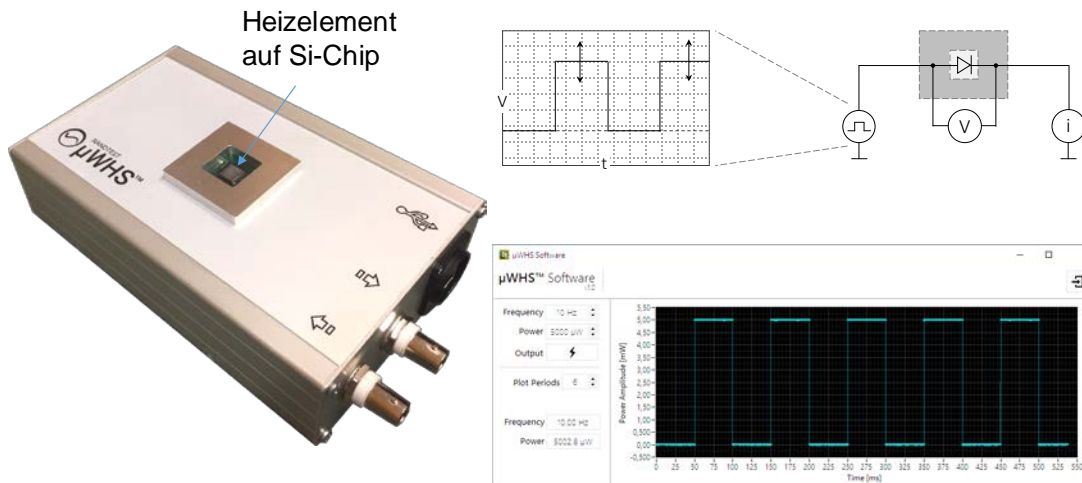 Heizelement
auf Si-Chip
NANOTEST
µWHS™
V
t
V
i
µWHS Software
µWHS™ Software
v1.0
Frequency 10 Hz
Power 5000 µW
Output
Plot Periods 6
Frequency 10.00 Hz
Power 5002.8 µW
Power Amplitude [mW]
5,50
5,00
4,50
4,00
3,50
3,00
2,50
2,00
1,50
1,00
0,500
0,00
-0,500
0 25 50 75 100 125 150 175 200 225 250 275 300 325 350 375 400 425 450 475 500 525 550
Time [ms]